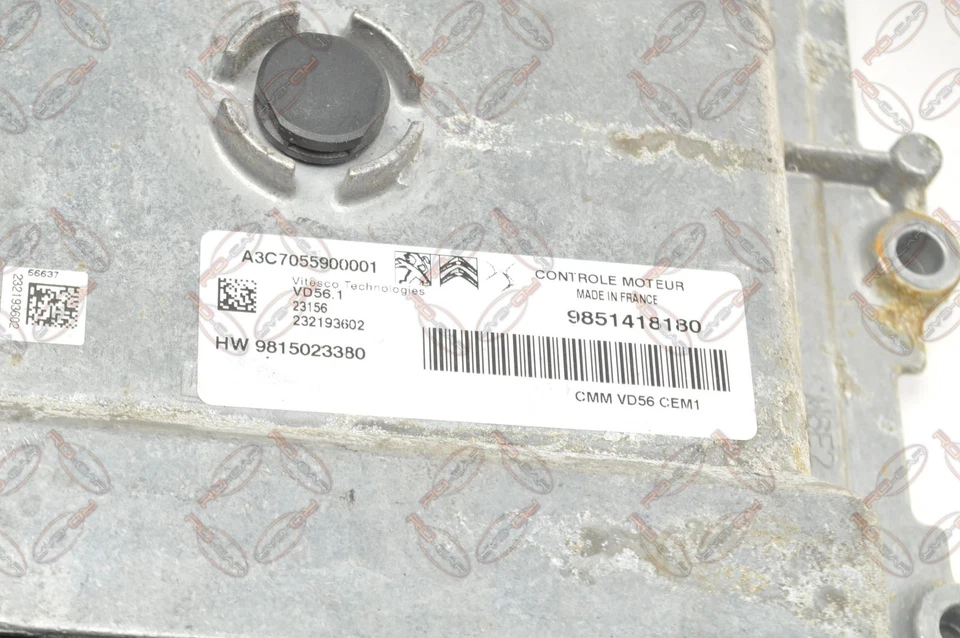 A3C7055900001
Vitesco Technologies
VD56.1
23156
232193602
HW 9815023380
CONTROLE MOTEUR
MADE IN FRANCE
9851418180
CMM VD56 CEM1
56637
232193602